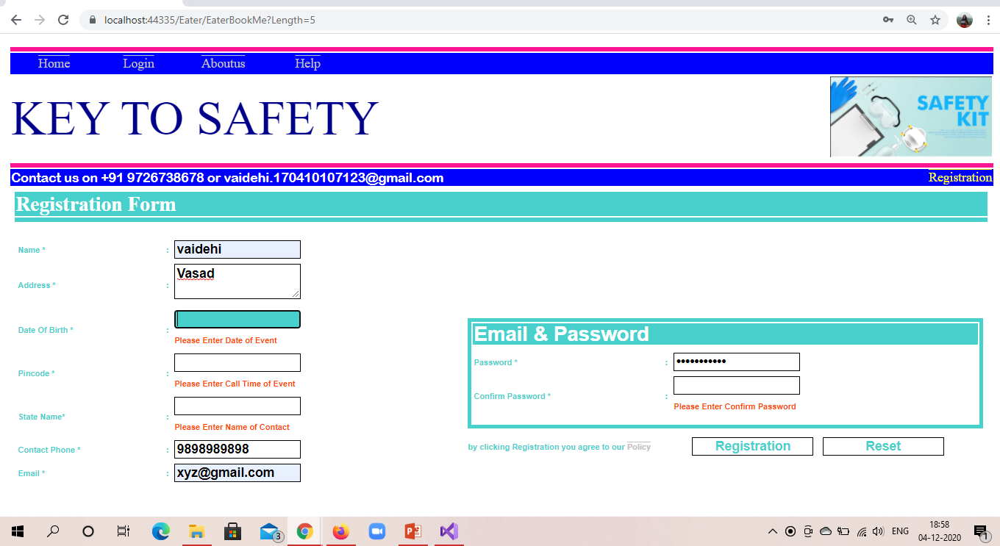 localhost:44335/Eater/EaterBookMe?Length=5
Home Login Aboutus Help
KEY TO SAFETY
SAFETY
KIT
Contact us on +91 9726738678 or vaidehi.170410107123@gmail.com
Registration
Registration Form
Name * : vaidehi
Address * : Vasad
Date Of Birth * :
Please Enter Date of Event
Pincode * :
Please Enter Call Time of Event
State Name* :
Please Enter Name of Contact
Contact Phone * : 9898989898
Email * : xyz@gmail.com
Email & Password
Password * : •••••••••••
Confirm Password * :
Please Enter Confirm Password
by clicking Registration you agree to our Policy
Registration Reset
3
ENG
18:58
04-12-2020
1